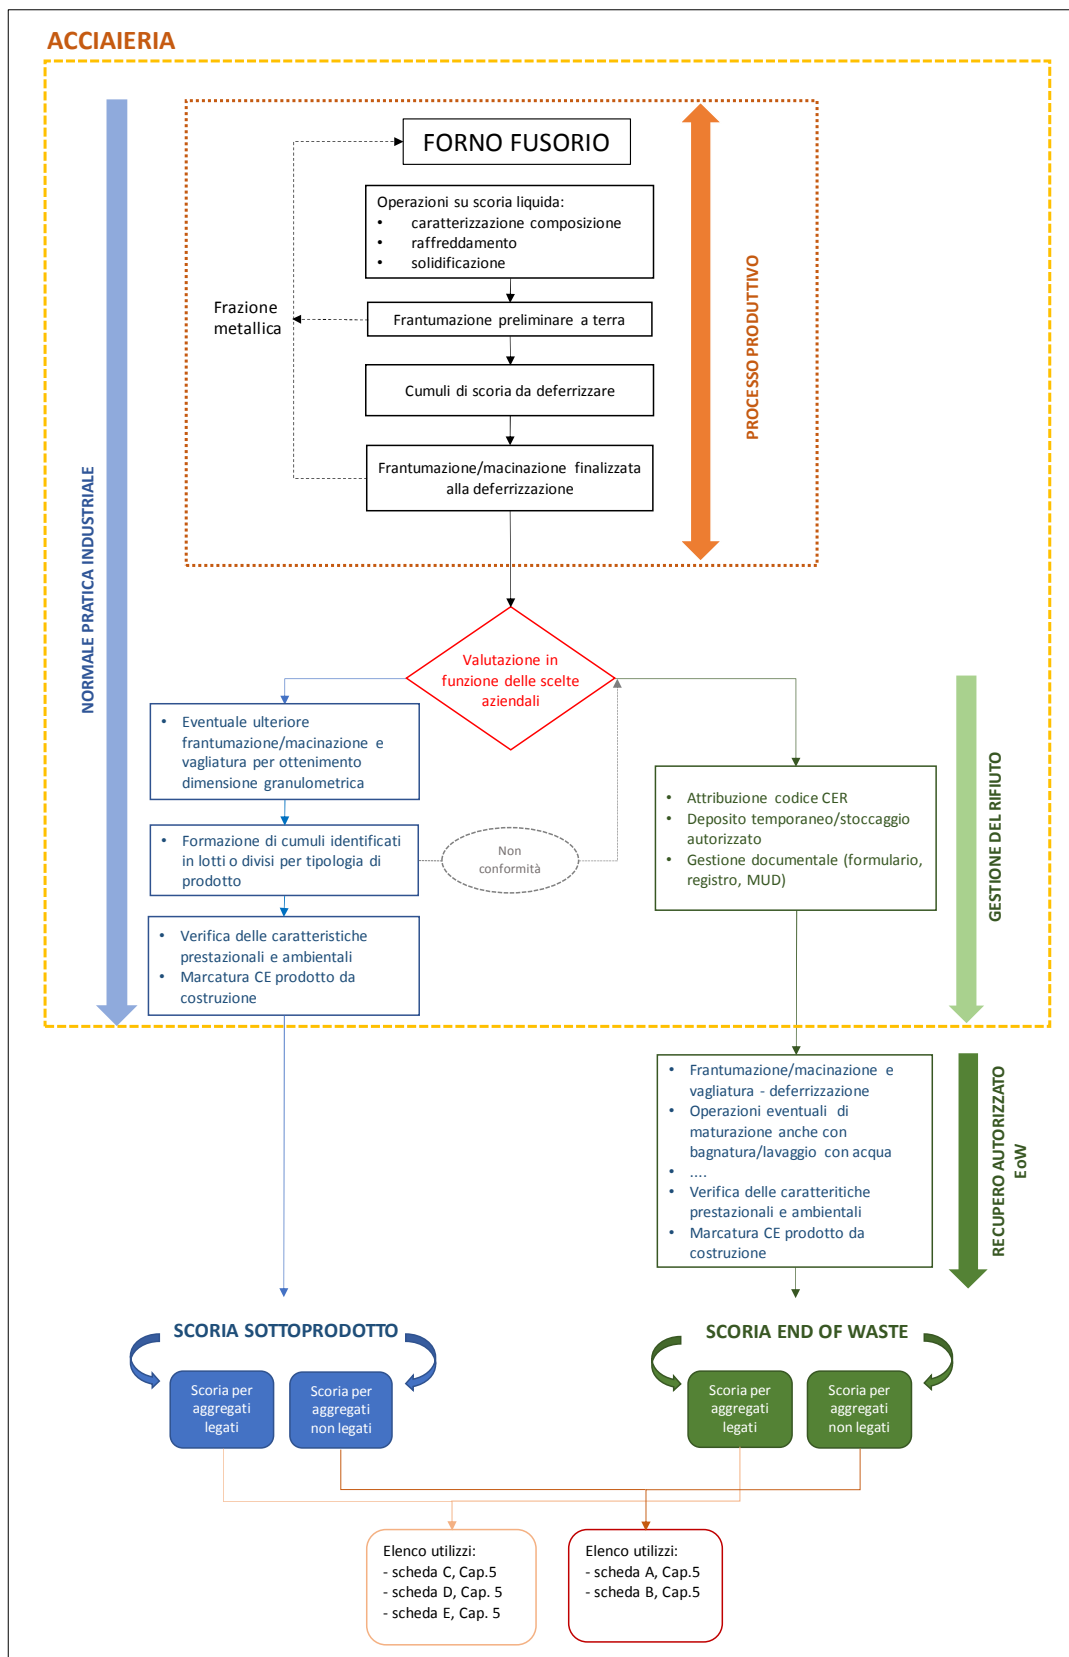 ACCIAIERIA
FORNO FUSORIO
Operazioni su scoria liquida:
• caratterizzazione composizione
• raffreddamento
• solidificazione
Frazione
metallica
Frantumazione preliminare a terra
Cumuli di scoria da deferrizzare
Frantumazione/macinazione finalizzata
alla deferrizzazione
PROCESSO PRODUTTIVO
NORMALE PRATICA INDUSTRIALE
Valutazione in
funzione delle scelte
aziendali
• Eventuale ulteriore
frantumazione/macinazione e
vagliatura per ottenimento
dimensione granulometrica
• Formazione di cumuli identificati
in lotti o divisi per tipologia di
prodotto
Non
conformità
• Verifica delle caratteristiche
prestazionali e ambientali
• Marcatura CE prodotto da
costruzione
• Attribuzione codice CER
• Deposito temporaneo/stoccaggio
autorizzato
• Gestione documentale (formulario,
registro, MUD)
GESTIONE DEL RIFIUTO
• Frantumazione/macinazione e
vagliatura - deferrizzazione
• Operazioni eventuali di
maturazione anche con
bagnatura/lavaggio con acqua
• ....
• Verifica delle caratteritiche
prestazionali e ambientali
• Marcatura CE prodotto da
costruzione
RECUPERO AUTORIZZATO
EoW
SCORIA SOTTOPRODOTTO
Scoria per
aggregati
legati
Scoria per
aggregati
non legati
SCORIA END OF WASTE
Scoria per
aggregati
legati
Scoria per
aggregati
non legati
Elenco utilizzi:
- scheda C, Cap.5
- scheda D, Cap. 5
- scheda E, Cap. 5
Elenco utilizzi:
- scheda A, Cap.5
- scheda B, Cap.5